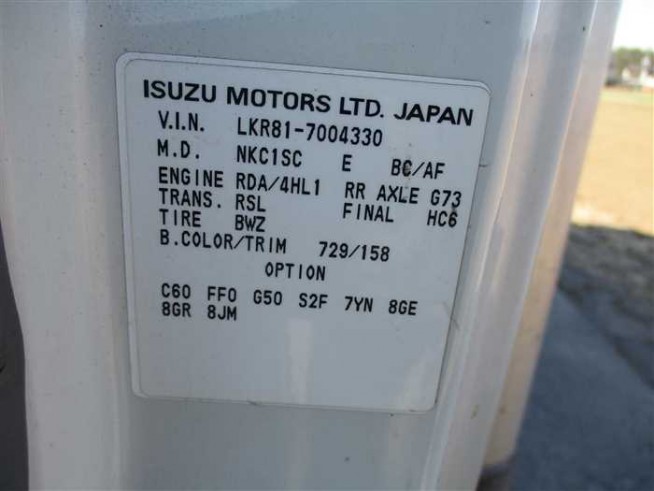 ISUZU MOTORS LTD. JAPAN
V.I.N. LKR81-7004330
M.D. NKC1SC E BC/AF
ENGINE RDA/4HL1 RR AXLE G73
TRANS. RSL FINAL HC6
TIRE BWZ
B.COLOR/TRIM 729/158
OPTION
C60 FF0 G50 S2F 7YN 8GE
8GR 8JM